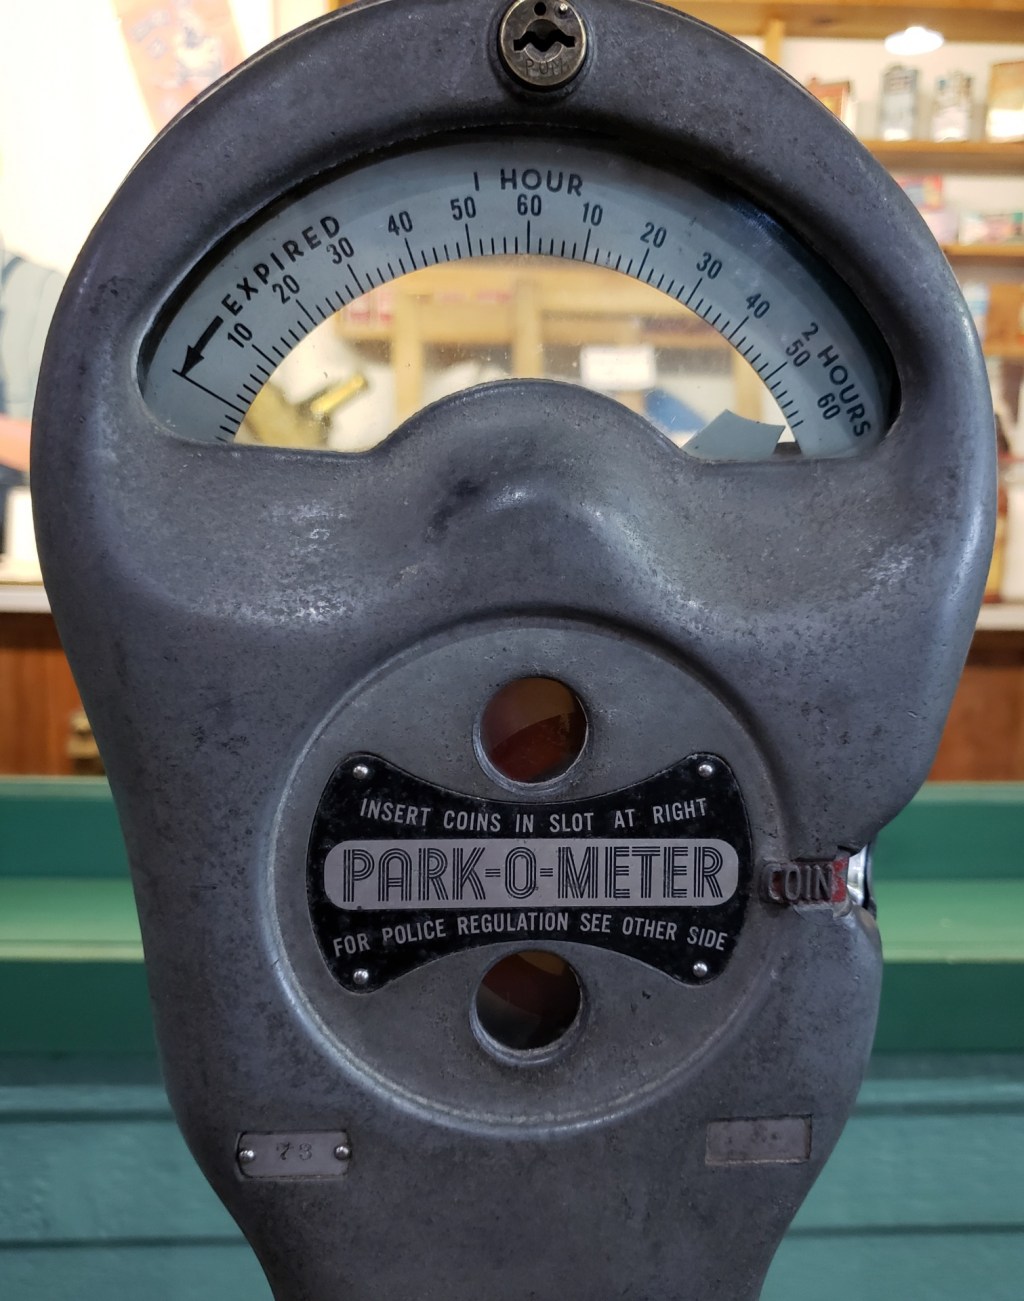 1 HOUR
EXPIRED
10 20 30 40 50 60 10 20 30 40 50 60
2 HOURS
INSERT COINS IN SLOT AT RIGHT
PARK-O-METER
COIN
FOR POLICE REGULATION SEE OTHER SIDE
73